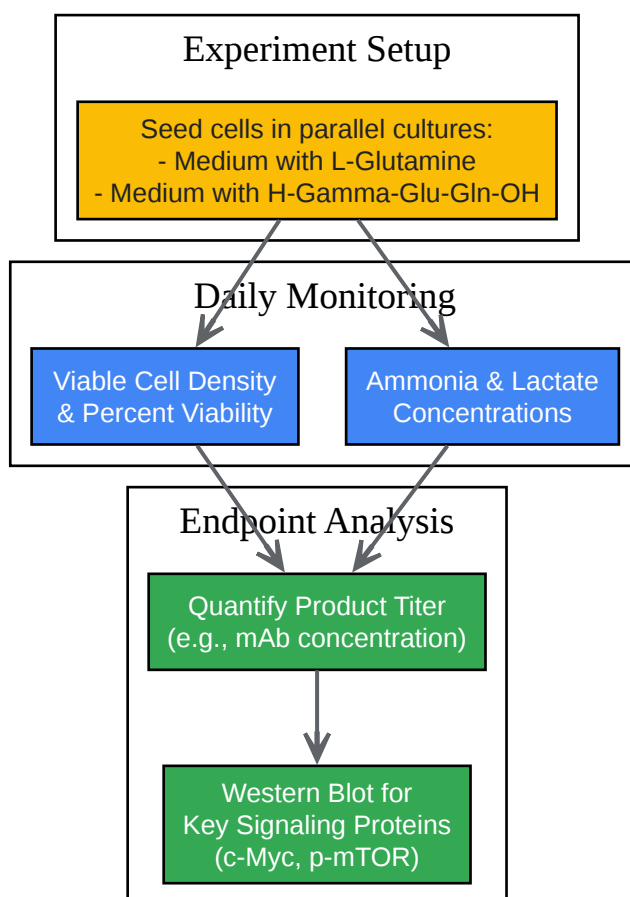 Experiment Setup
Seed cells in parallel cultures:
- Medium with L-Glutamine
- Medium with H-Gamma-Glu-Gln-OH
Daily Monitoring
Viable Cell Density
& Percent Viability
Ammonia & Lactate
Concentrations
Endpoint Analysis
Quantify Product Titer
(e.g., mAb concentration)
Western Blot for
Key Signaling Proteins
(c-Myc, p-mTOR)